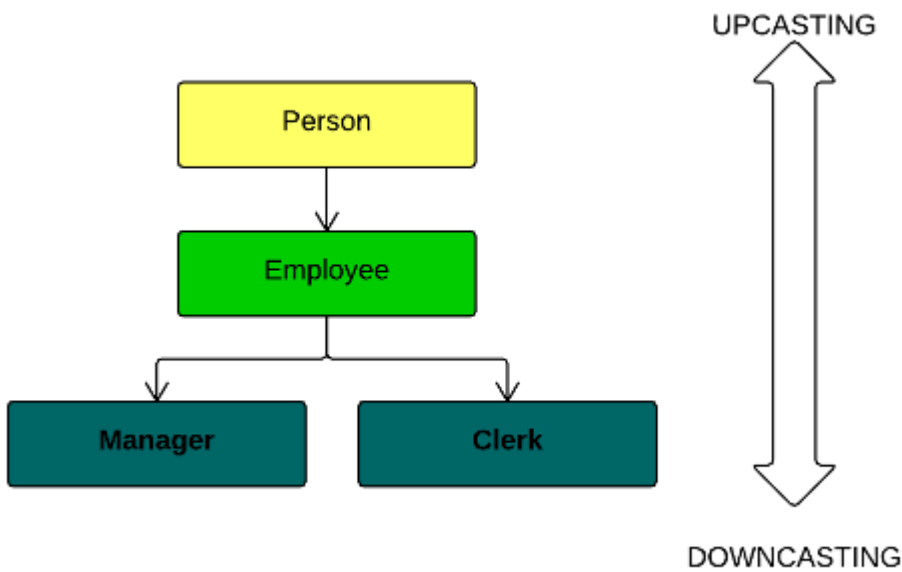 UPCASTING
Person
Employee
Manager
Clerk
DOWNCASTING